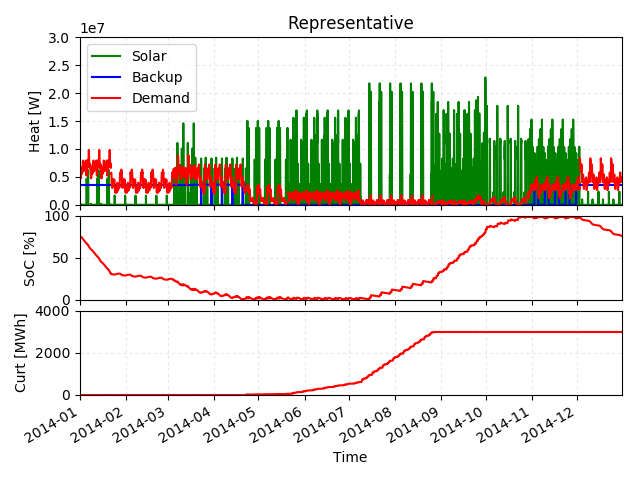 Representative
1e7
3.0
2.5
2.0
1.5
1.0
0.5
0.0
Heat [W]
Solar
Backup
Demand
100
50
0
SoC [%]
4000
2000
0
Curt [MWh]
2014-01
2014-02
2014-03
2014-04
2014-05
2014-06
2014-07
2014-08
2014-09
2014-10
2014-11
2014-12
Time